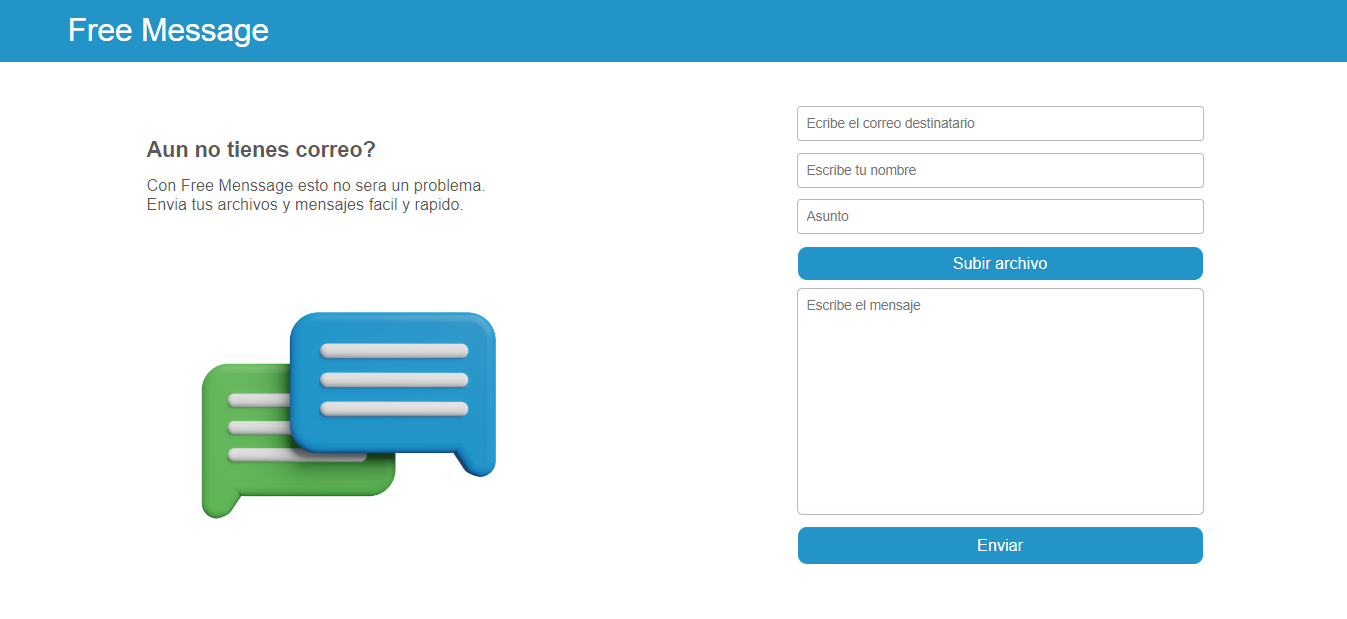 Free Message
Aun no tienes correo?
Con Free Menssage esto no sera un problema.
Envia tus archivos y mensajes facil y rapido.
Ecribe el correo destinatario
Escribe tu nombre
Asunto
Subir archivo
Escribe el mensaje
Enviar